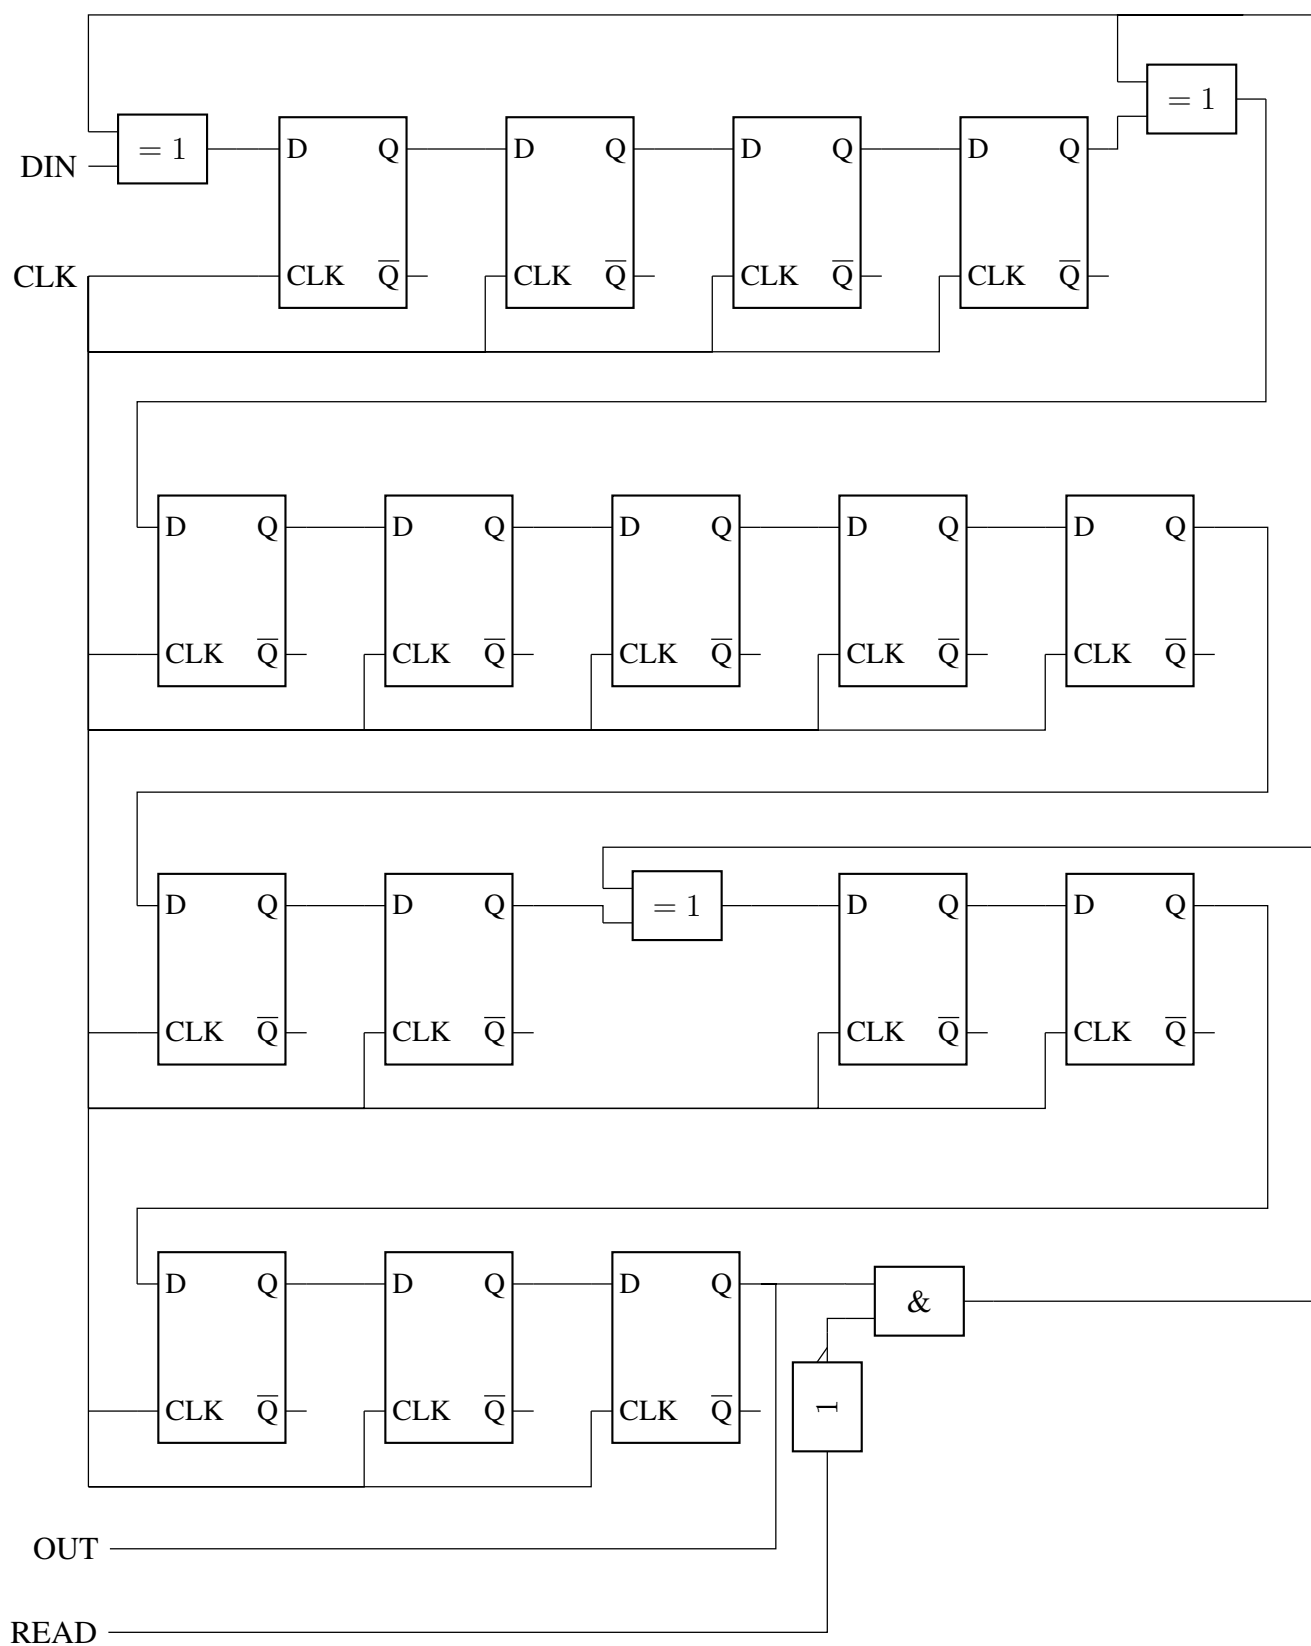 = 1
= 1
DIN
D Q D Q D Q D Q
CLK
CLK Q̅ CLK Q̅ CLK Q̅ CLK Q̅
D Q D Q D Q D Q D Q
CLK Q̅ CLK Q̅ CLK Q̅ CLK Q̅ CLK Q̅
D Q D Q = 1 D Q D Q
CLK Q̅ CLK Q̅ CLK Q̅ CLK Q̅
D Q D Q D Q &
CLK Q̅ CLK Q̅ CLK Q̅ 1
OUT
READ